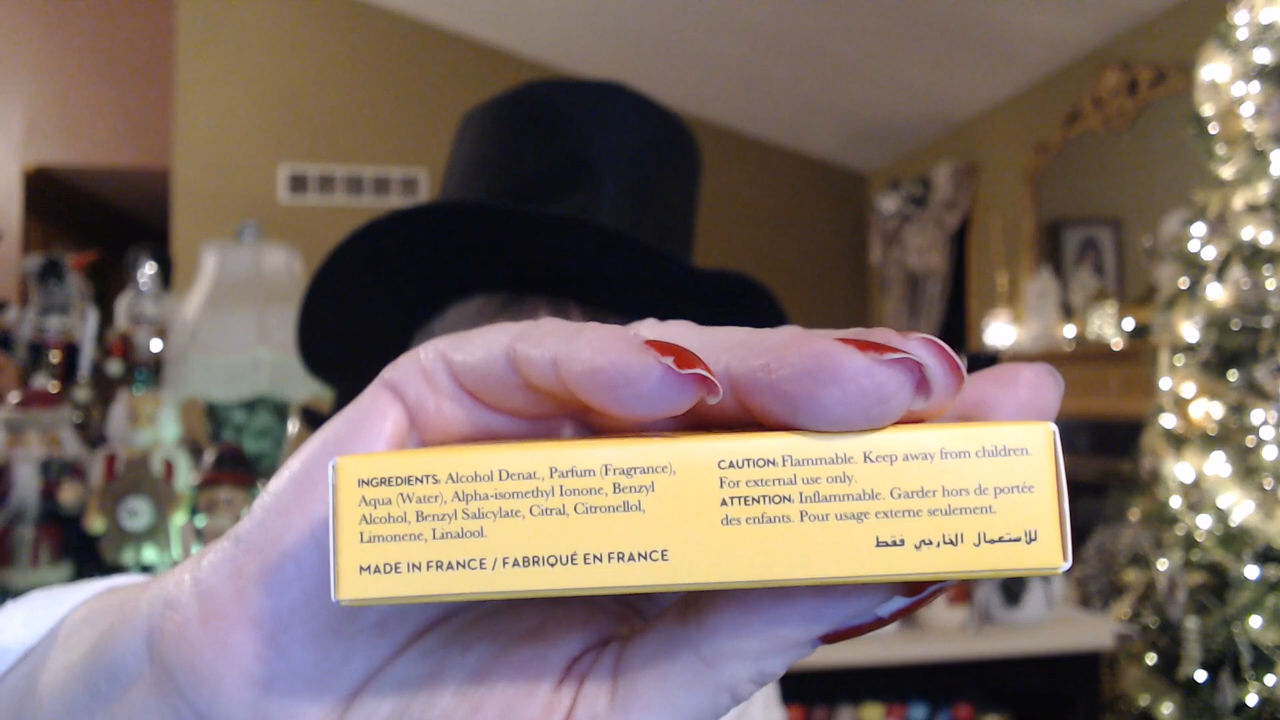 INGREDIENTS: Alcohol Denat., Parfum (Fragrance),
Aqua (Water), Alpha-isomethyl Ionone, Benzyl
Alcohol, Benzyl Salicylate, Citral, Citronellol,
Limonene, Linalool.
MADE IN FRANCE / FABRIQUÉ EN FRANCE
CAUTION: Flammable. Keep away from children.
For external use only.
ATTENTION: Inflammable. Garder hors de portée
des enfants. Pour usage externe seulement.
للاستعمال الخارجي فقط